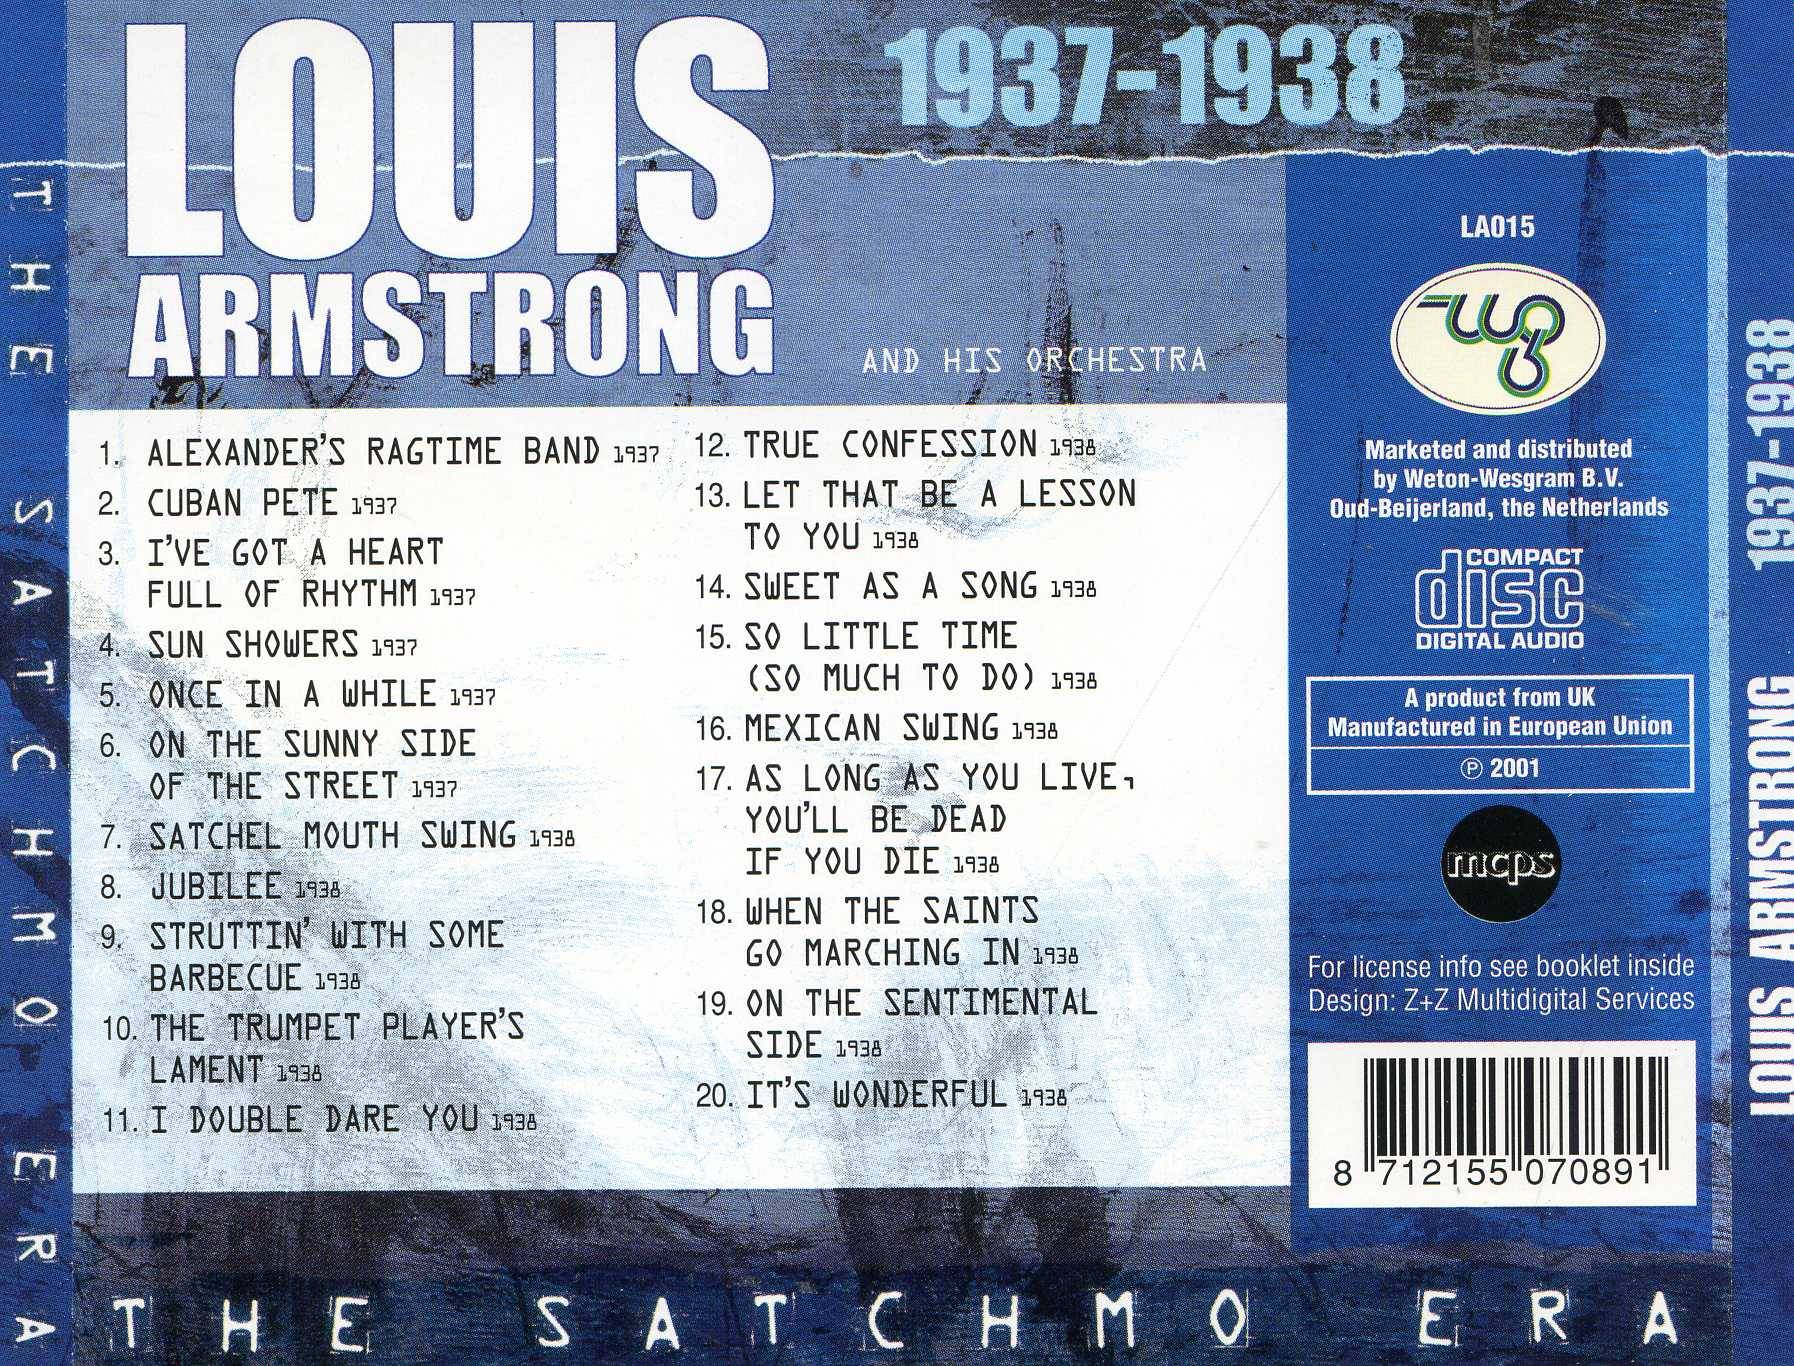 LOUIS
ARMSTRONG
1937-1938
AND HIS ORCHESTRA
1. ALEXANDER'S RAGTIME BAND 1937
2. CUBAN PETE 1937
3. I'VE GOT A HEART
FULL OF RHYTHM 1937
4. SUN SHOWERS 1937
5. ONCE IN A WHILE 1937
6. ON THE SUNNY SIDE
OF THE STREET 1937
7. SATCHEL MOUTH SWING 1938
8. JUBILEE 1938
9. STRUTTIN' WITH SOME
BARBECUE 1938
10. THE TRUMPET PLAYER'S
LAMENT 1938
11. I DOUBLE DARE YOU 1938
12. TRUE CONFESSION 1938
13. LET THAT BE A LESSON
TO YOU 1938
14. SWEET AS A SONG 1938
15. SO LITTLE TIME
(SO MUCH TO DO) 1938
16. MEXICAN SWING 1938
17. AS LONG AS YOU LIVE,
YOU'LL BE DEAD
IF YOU DIE 1938
18. WHEN THE SAINTS
GO MARCHING IN 1938
19. ON THE SENTIMENTAL
SIDE 1938
20. IT'S WONDERFUL 1938
LA015
Marketed and distributed
by Weton-Wesgram B.V.
Oud-Beijerland, the Netherlands
COMPACT
disc
DIGITAL AUDIO
A product from UK
Manufactured in European Union
℗ 2001
mcps
For license info see booklet inside
Design: Z+Z Multidigital Services
8 712155 070891
THE SATCHMO ERA
THE SATCHMO ERA
LOUIS ARMSTRONG 1937-1938